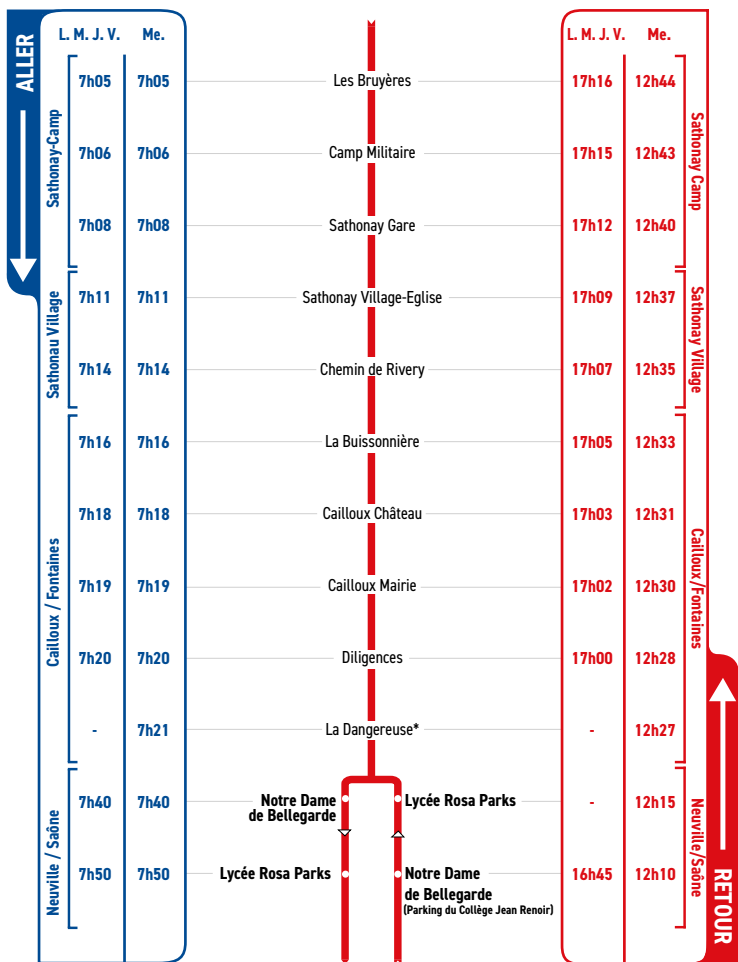 ALLER
L. M. J. V. Me.
L. M. J. V. Me.
Sathonay-Camp
7h05 7h05 Les Bruyères 17h16 12h44
7h06 7h06 Camp Militaire 17h15 12h43
7h08 7h08 Sathonay Gare 17h12 12h40
Sathonay Camp
Sathonau Village
7h11 7h11 Sathonay Village-Eglise 17h09 12h37
7h14 7h14 Chemin de Rivery 17h07 12h35
Sathonay Village
Cailloux / Fontaines
7h16 7h16 La Buissonnière 17h05 12h33
7h18 7h18 Cailloux Château 17h03 12h31
7h19 7h19 Cailloux Mairie 17h02 12h30
7h20 7h20 Diligences 17h00 12h28
- 7h21 La Dangereuse* - 12h27
Cailloux/Fontaines
Neuville / Saône
7h40 7h40 Notre Dame Lycée Rosa Parks - 12h15
de Bellegarde
7h50 7h50 Lycée Rosa Parks Notre Dame 16h45 12h10
de Bellegarde
(Parking du Collège Jean Renoir)
Neuville/Saône
RETOUR